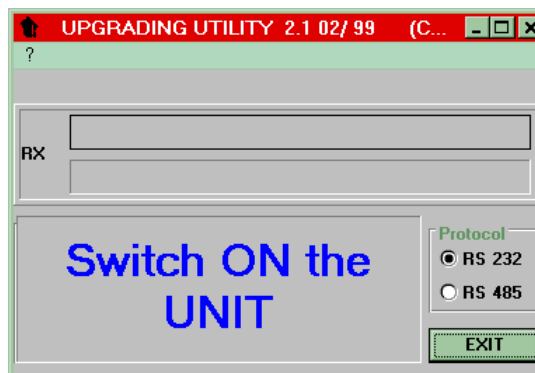 UPGRADING UTILITY 2.1 02/ 99 (C...
?
RX
Switch ON the
UNIT
Protocol
RS 232
RS 485
EXIT